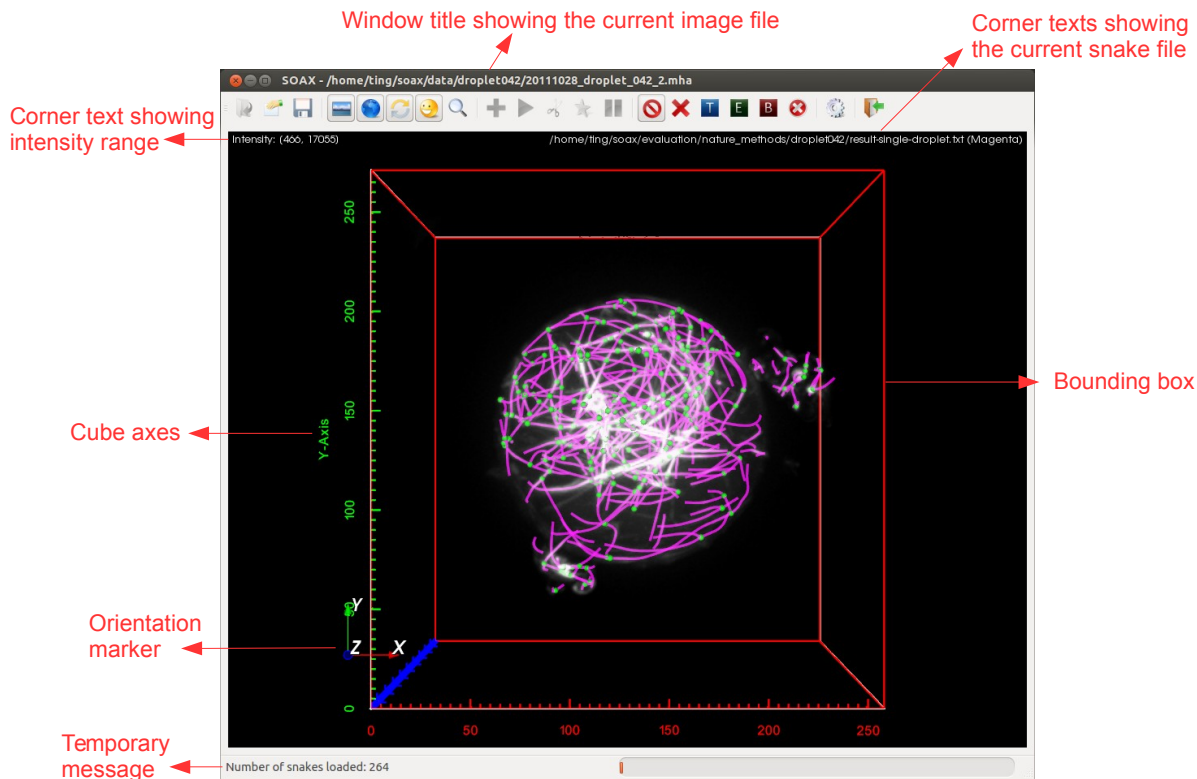 Window title showing the current image file
Corner texts showing
the current snake file
SOAX - /home/ting/soax/data/droplet042/20111028_droplet_042_2.mha
T E B
Corner text showing
intensity range
Intensity: (466, 17055)
/home/ting/soax/evaluation/nature_methods/droplet042/result-single-droplet.txt (Magenta)
250
200
Bounding box
150
Y-Axis
Cube axes
100
50
Y
Orientation
marker
Z
X
0
0 50 100 150 200 250
Temporary
message
Number of snakes loaded: 264